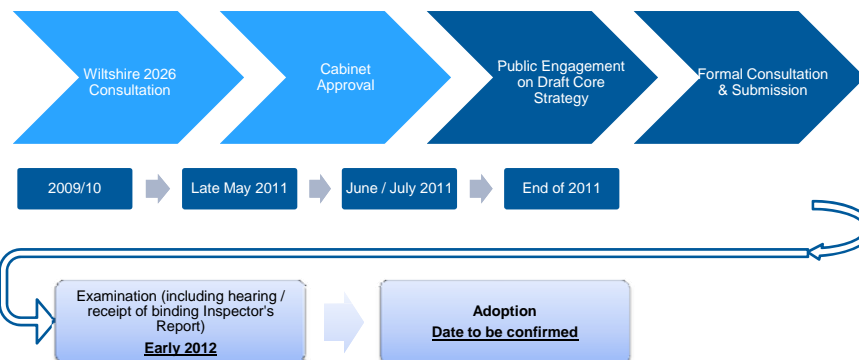 Wiltshire 2026
Consultation
Cabinet
Approval
Public Engagement
on Draft Core
Strategy
Formal Consultation
& Submission
2009/10
Late May 2011
June / July 2011
End of 2011
Examination (including hearing /
receipt of binding Inspector's
Report)
Early 2012
Adoption
Date to be confirmed